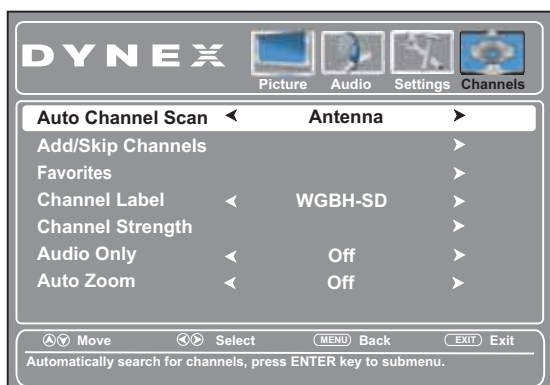 DYNEX
Picture Audio Settings Channels
Auto Channel Scan Antenna
Add/Skip Channels
Favorites
Channel Label WGBH-SD
Channel Strength
Audio Only Off
Auto Zoom Off
Move Select MENU Back EXIT Exit
Automatically search for channels, press ENTER key to submenu.